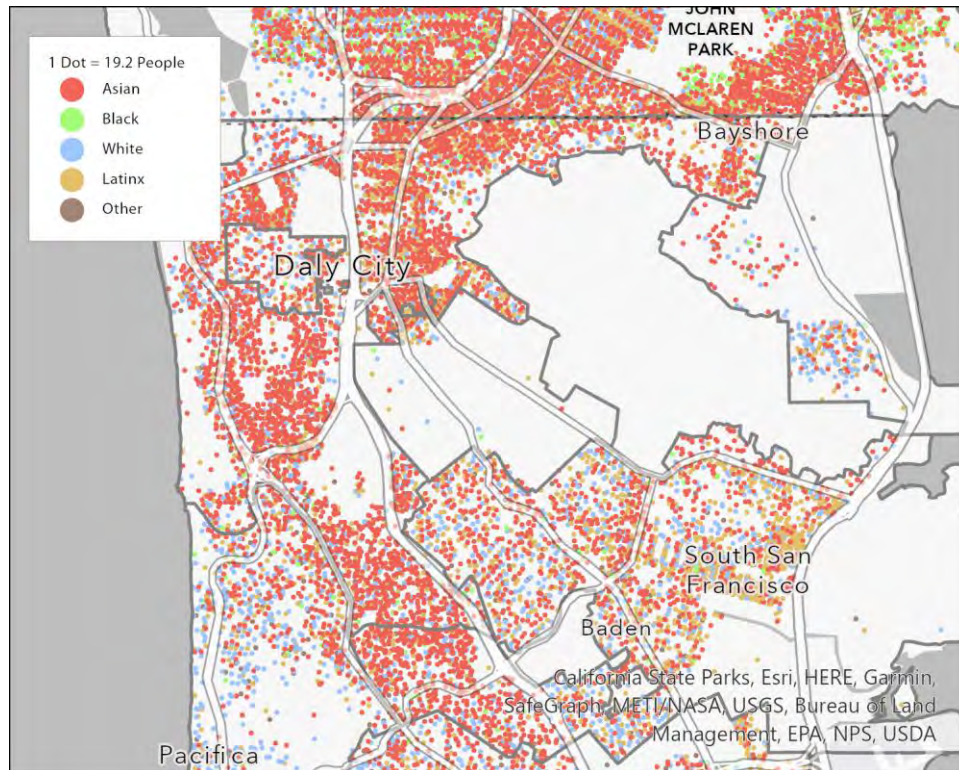 JOHN
MCLAREN
PARK
1 Dot = 19.2 People
Asian
Black
White
Latinx
Other
Bayshore
Daly City
South San
Francisco
Baden
California State Parks, Esri, HERE, Garmin,
SafeGraph, METI/NASA, USGS, Bureau of Land
Management, EPA, NPS, USDA
Pacifica